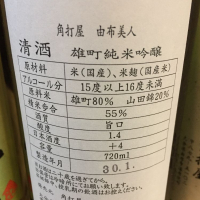 角打屋 由布美人
清酒 雄町純米吟醸
原材料 米(国産)、米麹(国産米)
アルコール分 15度以上16度未満
原料米 雄町80% 山田錦20%
精米歩合 55%
酒質 旨口
酸度 1.4
日本酒度 +4
内容量 720ml
製造年月 30.1.